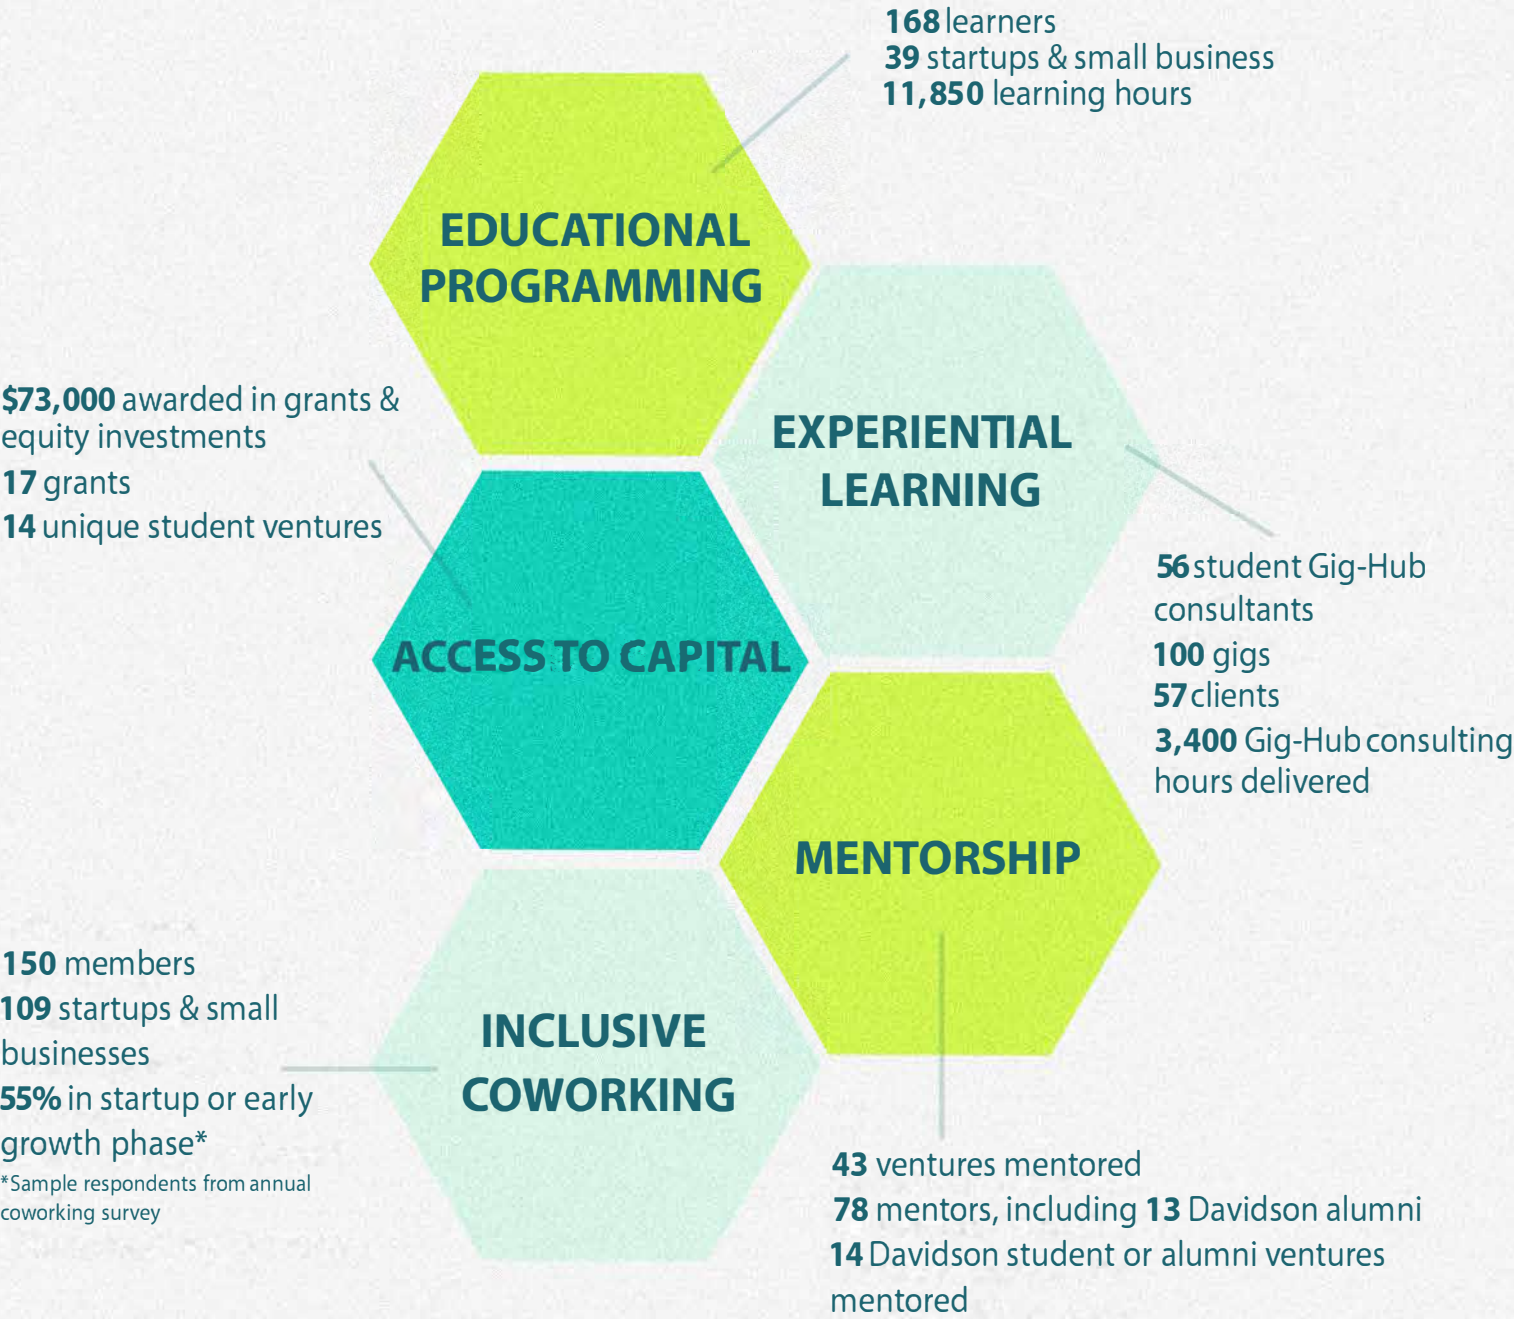 168 learners
39 startups & small business
11,850 learning hours
EDUCATIONAL
PROGRAMMING
$73,000 awarded in grants &
equity investments
17 grants
14 unique student ventures
EXPERIENTIAL
LEARNING
56 student Gig-Hub
consultants
100 gigs
57 clients
3,400 Gig-Hub consulting
hours delivered
ACCESS TO CAPITAL
MENTORSHIP
150 members
109 startups & small
businesses
55% in startup or early
growth phase*
*Sample respondents from annual
coworking survey
INCLUSIVE
COWORKING
43 ventures mentored
78 mentors, including 13 Davidson alumni
14 Davidson student or alumni ventures
mentored